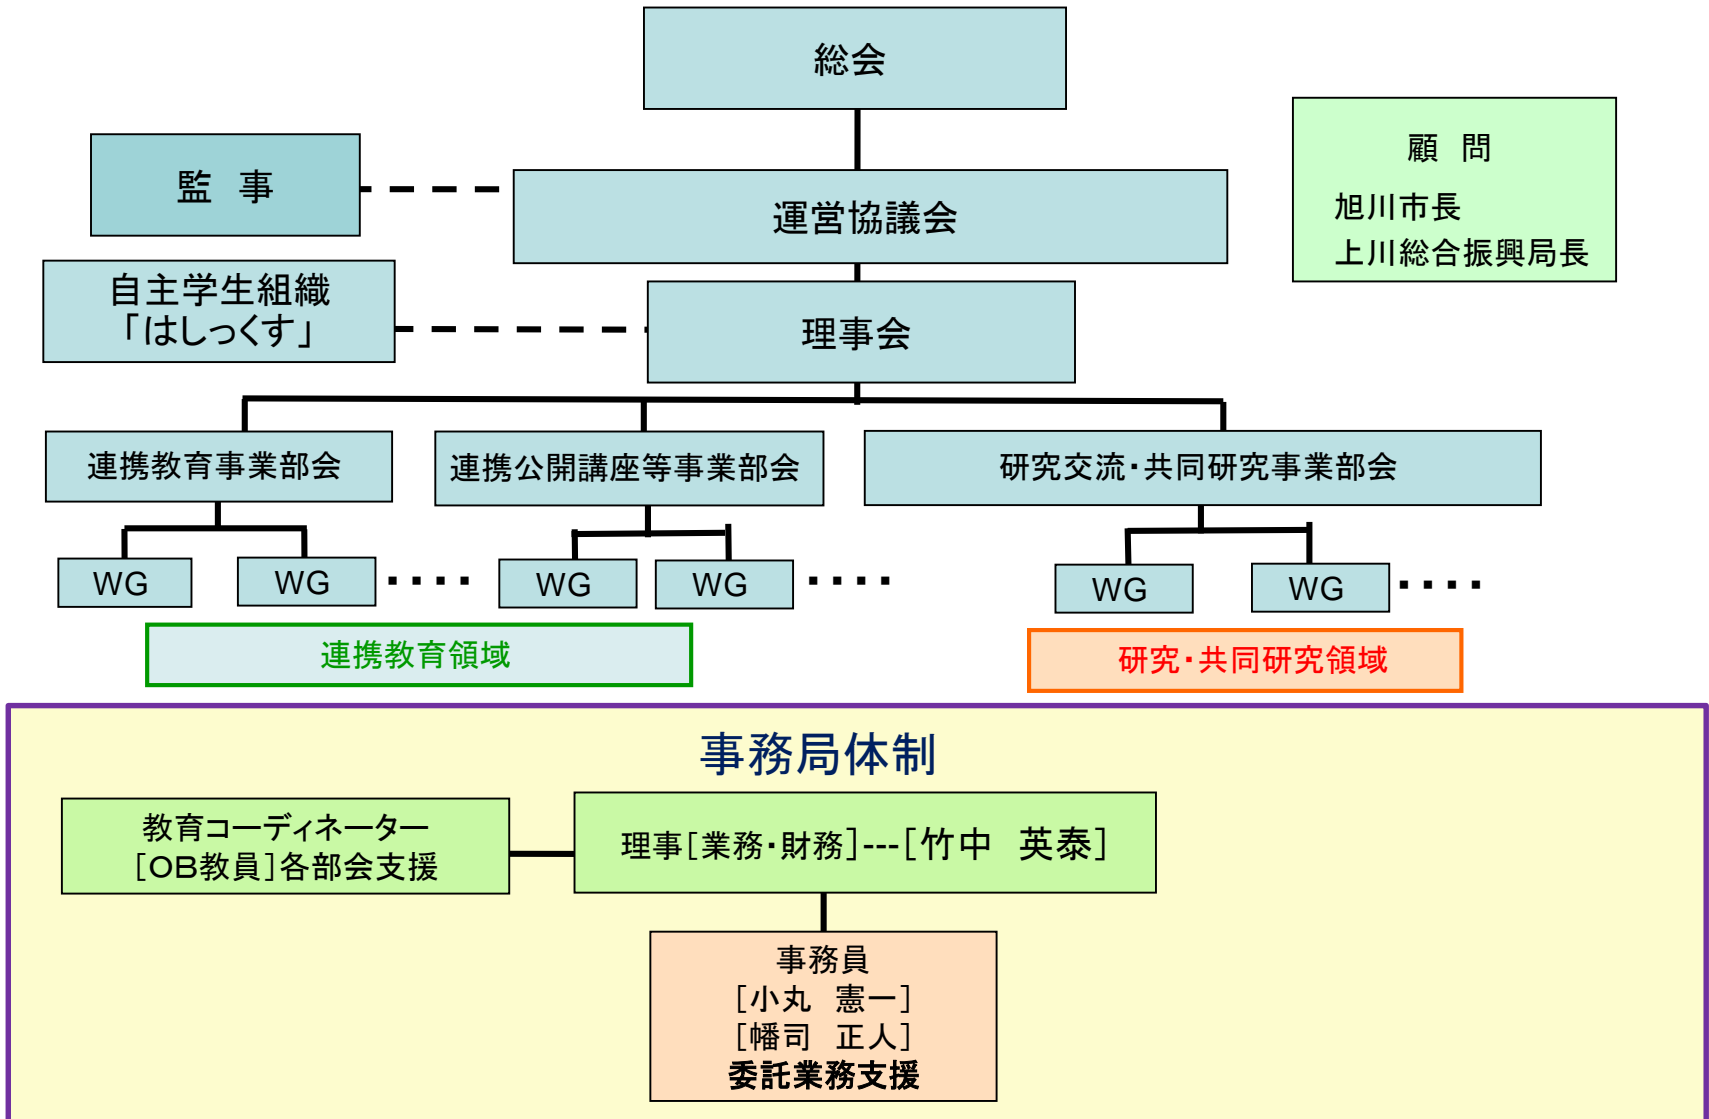 総会
顧　問
旭川市長
上川総合振興局長
監　事
運営協議会
自主学生組織
「はしっくす」
理事会
連携教育事業部会
連携公開講座等事業部会
研究交流・共同研究事業部会
WG
WG
････
WG
WG
････
WG
WG
････
連携教育領域
研究・共同研究領域
事務局体制
教育コーディネーター
［ＯＢ教員］各部会支援
理事［業務・財務］---［竹中　英泰］
事務員
［小丸　憲一］
［幡司　正人］
委託業務支援